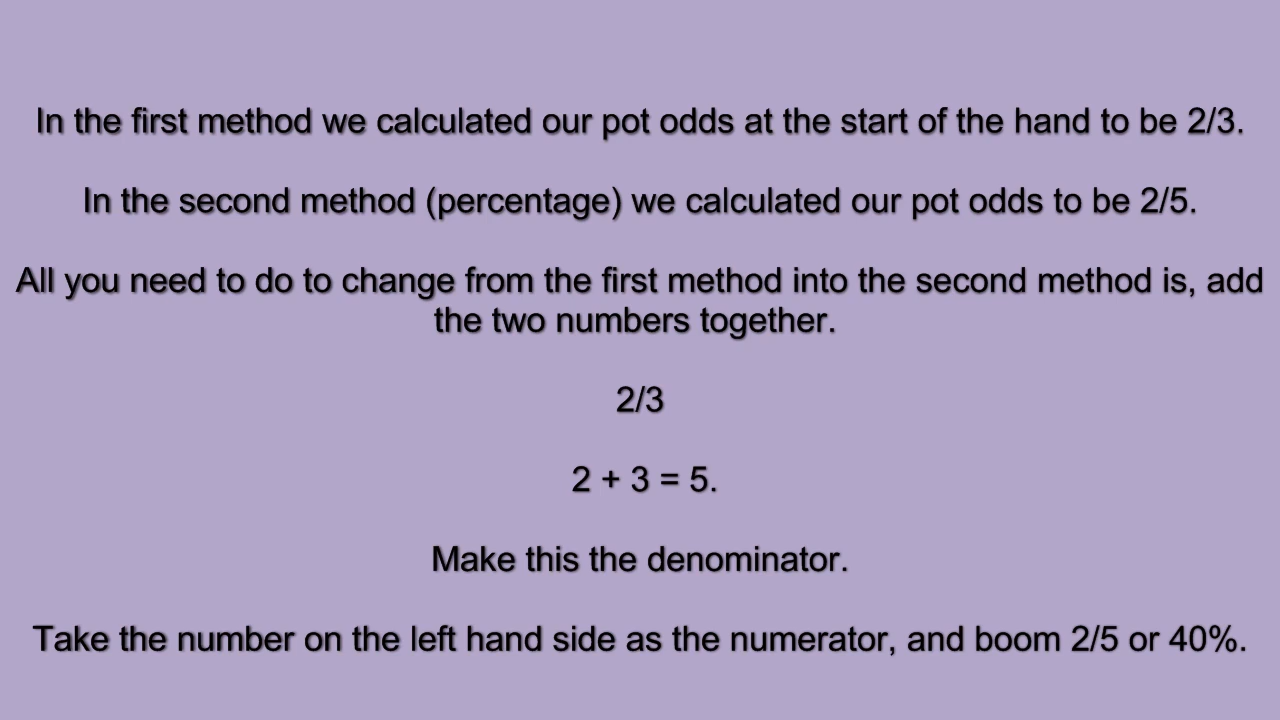 In the first method we calculated our pot odds at the start of the hand to be 2/3.
In the second method (percentage) we calculated our pot odds to be 2/5.
All you need to do to change from the first method into the second method is, add
the two numbers together.
2/3
2 + 3 = 5.
Make this the denominator.
Take the number on the left hand side as the numerator, and boom 2/5 or 40%.